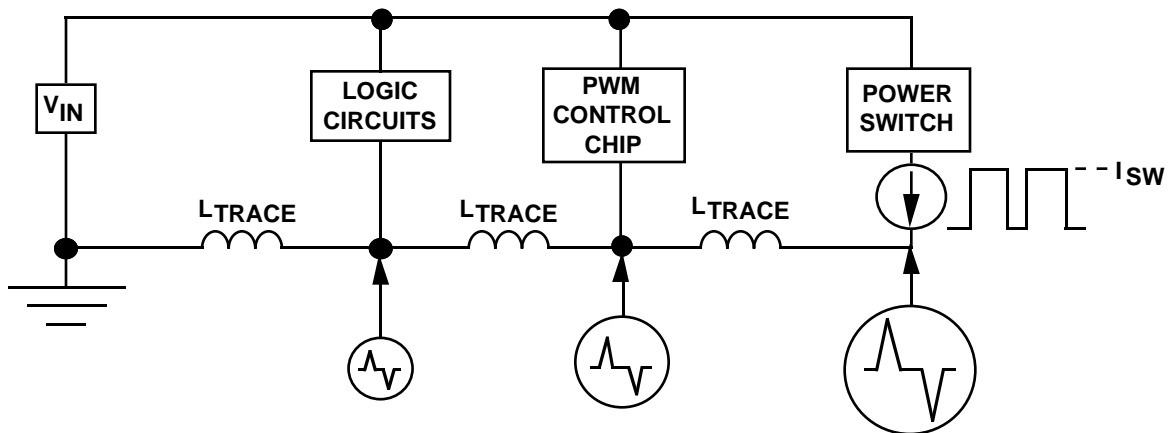 VIN
LOGIC
CIRCUITS
PWM
CONTROL
CHIP
POWER
SWITCH
ISW
LTRACE
LTRACE
LTRACE